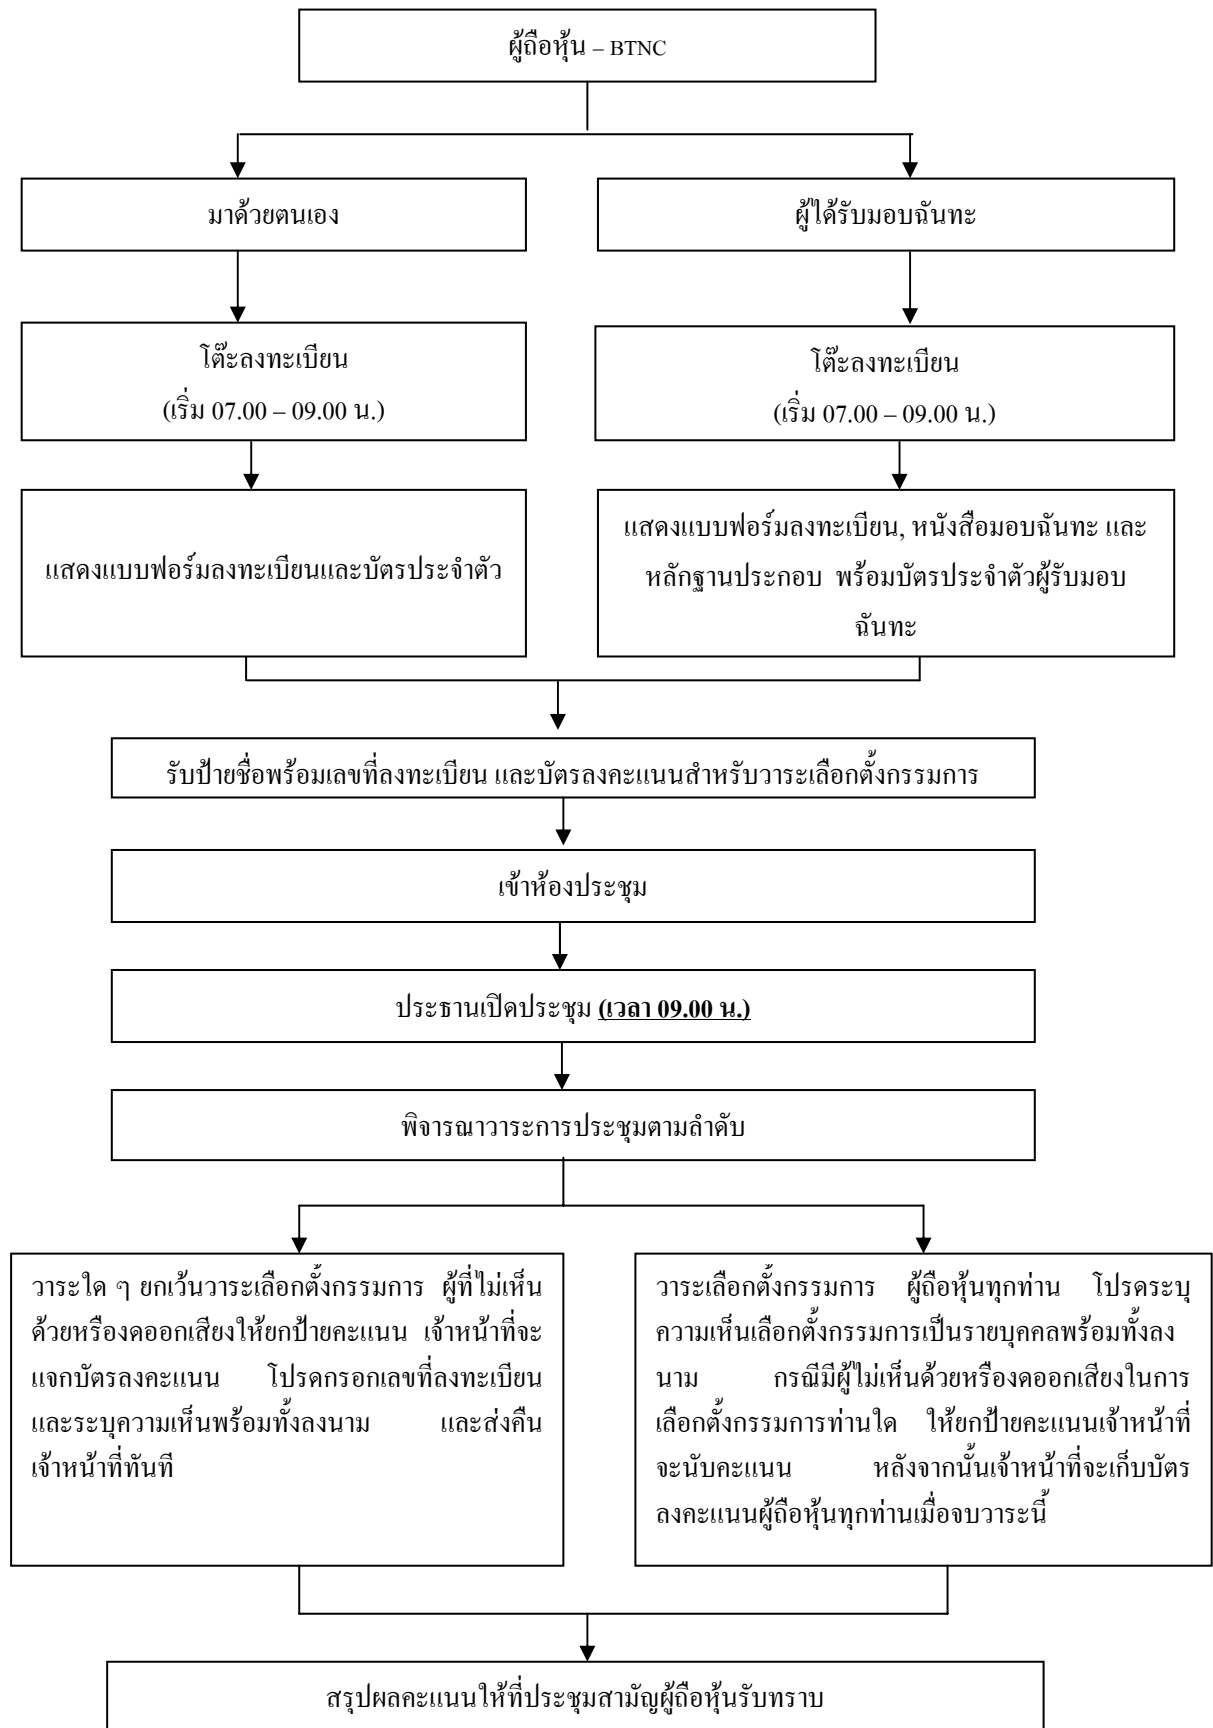 ผู้ถือหุ้น – BTNC
มาด้วยตนเอง
ผู้ได้รับมอบฉันทะ
โต๊ะลงทะเบียน
(เริ่ม 07.00 – 09.00 น.)
โต๊ะลงทะเบียน
(เริ่ม 07.00 – 09.00 น.)
แสดงแบบฟอร์มลงทะเบียนและบัตรประจำตัว
แสดงแบบฟอร์มลงทะเบียน, หนังสือมอบฉันทะ และ
หลักฐานประกอบ พร้อมบัตรประจำตัวผู้รับมอบ
ฉันทะ
รับป้ายชื่อพร้อมเลขที่ลงทะเบียน และบัตรลงคะแนนสำหรับวาระเลือกตั้งกรรมการ
เข้าห้องประชุม
ประธานเปิดประชุม (เวลา 09.00 น.)
พิจารณาวาระการประชุมตามลำดับ
วาระใด ๆ ยกเว้นวาระเลือกตั้งกรรมการ ผู้ที่ไม่เห็น
ด้วยหรืองดออกเสียงให้ยกป้ายคะแนน เจ้าหน้าที่จะ
แจกบัตรลงคะแนน โปรดกรอกเลขที่ลงทะเบียน
และระบุความเห็นพร้อมทั้งลงนาม และส่งคืน
เจ้าหน้าที่ทันที
วาระเลือกตั้งกรรมการ ผู้ถือหุ้นทุกท่าน โปรดระบุ
ความเห็นเลือกตั้งกรรมการเป็นรายบุคคลพร้อมทั้งลง
นาม กรณีมีผู้ไม่เห็นด้วยหรืองดออกเสียงในการ
เลือกตั้งกรรมการท่านใด ให้ยกป้ายคะแนนเจ้าหน้าที่
จะนับคะแนน หลังจากนั้นเจ้าหน้าที่จะเก็บบัตร
ลงคะแนนผู้ถือหุ้นทุกท่านเมื่อจบวาระนี้
สรุปผลคะแนนให้ที่ประชุมสามัญผู้ถือหุ้นรับทราบ